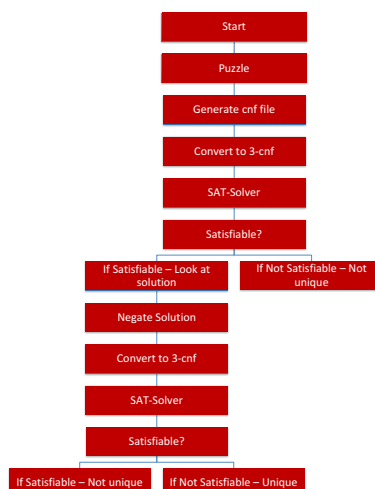 Start
Puzzle
Generate cnf file
Convert to 3-cnf
SAT-Solver
Satisfiable?
If Satisfiable – Look at
solution
If Not Satisfiable – Not
unique
Negate Solution
Convert to 3-cnf
SAT-Solver
Satisfiable?
If Satisfiable – Not unique
If Not Satisfiable – Unique